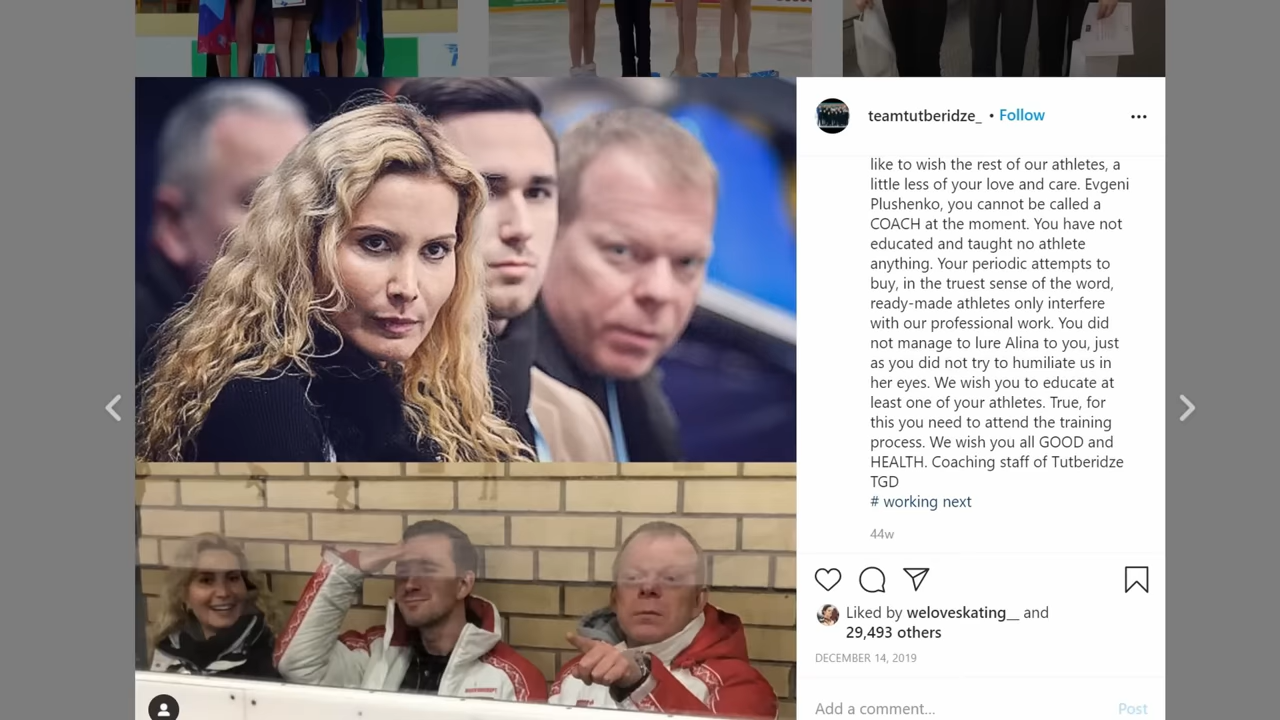 teamtutberidze_ • Follow
like to wish the rest of our athletes, a
little less of your love and care. Evgeni
Plushenko, you cannot be called a
COACH at the moment. You have not
educated and taught no athlete
anything. Your periodic attempts to
buy, in the truest sense of the word,
ready-made athletes only interfere
with our professional work. You did
not manage to lure Alina to you, just
as you did not try to humiliate us in
her eyes. We wish you to educate at
least one of your athletes. True, for
this you need to attend the training
process. We wish you all GOOD and
HEALTH. Coaching staff of Tutberidze
TGD
# working next
44w
Liked by weloveskating__ and
29,493 others
DECEMBER 14, 2019
Add a comment... Post